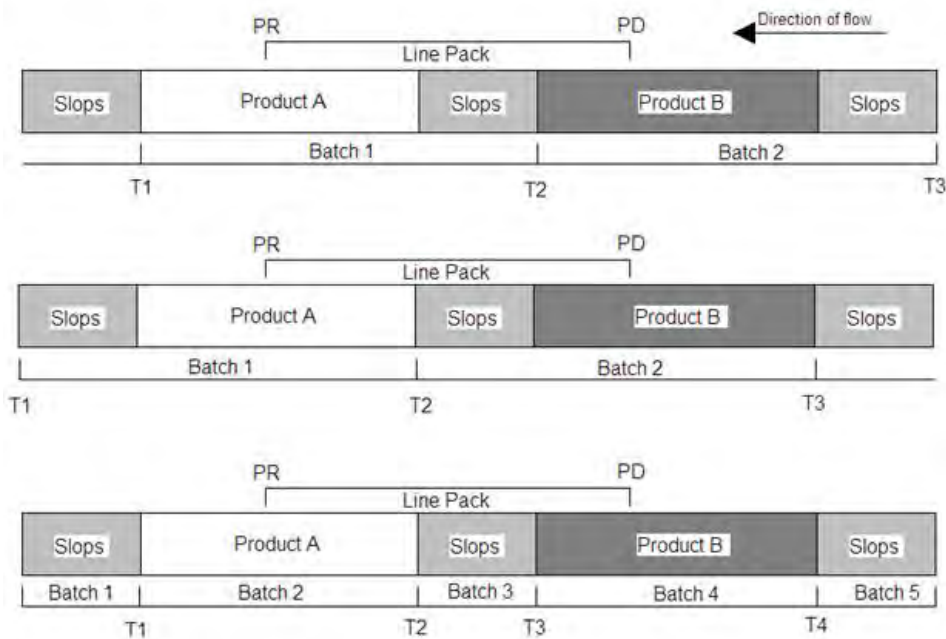 Direction of flow
PR PD
Line Pack
Slops Product A Slops Product B Slops
Batch 1 Batch 2
T1 T2 T3
PR PD
Line Pack
Slops Product A Slops Product B Slops
Batch 1 Batch 2
T1 T2 T3
PR PD
Line Pack
Slops Product A Slops Product B Slops
Batch 1 Batch 2 Batch 3 Batch 4 Batch 5
T1 T2 T3 T4